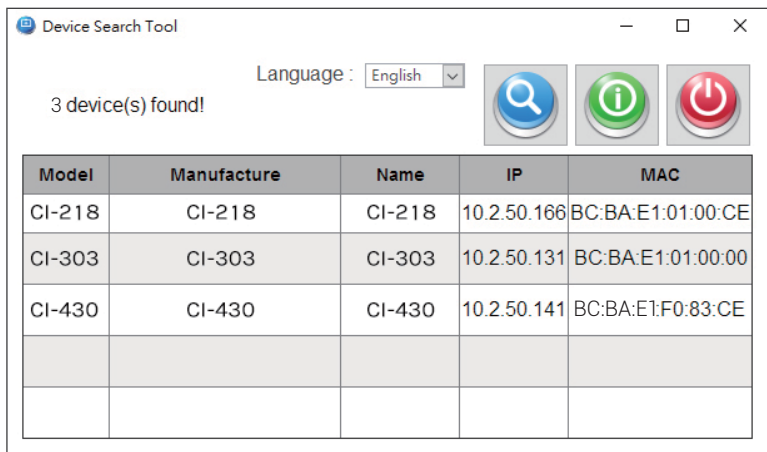 Device Search Tool
Language : English
3 device(s) found!
Model Manufacture Name IP MAC
CI-218 CI-218 CI-218 10.2.50.166 BC:BA:E1:01:00:CE
CI-303 CI-303 CI-303 10.2.50.131 BC:BA:E1:01:00:00
CI-430 CI-430 CI-430 10.2.50.141 BC:BA:E1:F0:83:CE